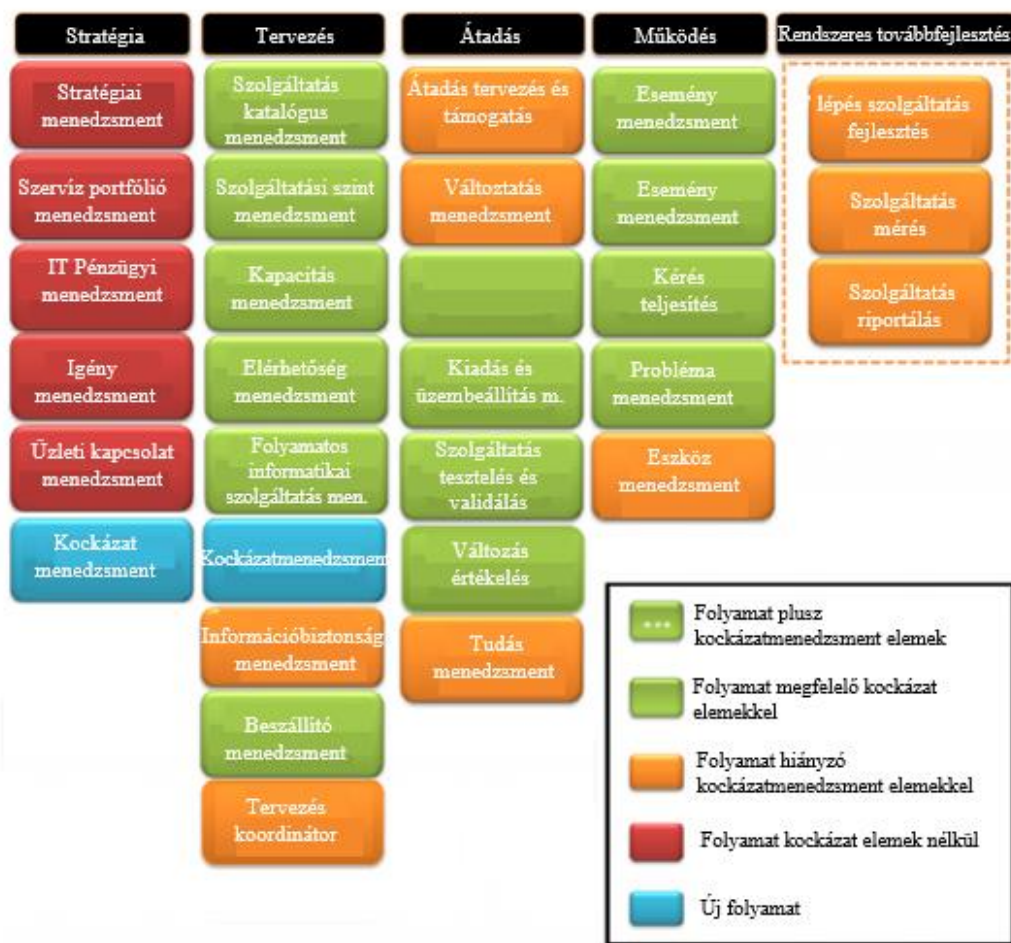 Stratégia
Tervezés
Átadás
Működés
Rendszeres továbbfejlesztés
Stratégiai
menedzsment
Szervíz portfólió
menedzsment
IT Pénzügyi
menedzsment
Igény
menedzsment
Üzleti kapcsolat
menedzsment
Kockázat
menedzsment
Szolgáltatás
katalógus
menedzsment
Szolgáltatási szint
menedzsment
Kapacitás
menedzsment
Elérhetőség
menedzsment
Folyamatos
informatikai
szolgáltatás men.
Kockázatmenedzsment
Információbiztonság
menedzsment
Beszállító
menedzsment
Tervezés
koordinátor
Átadás tervezés és
támogatás
Változtatás
menedzsment
Kiadás és
üzembeállítás m.
Szolgáltatás
tesztelés és
validálás
Változás
értékelés
Tudás
menedzsment
Esemény
menedzsment
Esemény
menedzsment
Kérés
teljesítés
Probléma
menedzsment
Eszköz
menedzsment
lépés szolgáltatás
fejlesztés
Szolgáltatás
mérés
Szolgáltatás
riportálás
... Folyamat plusz
kockázatmenedzsment elemek
Folyamat megfelelő kockázat
elemekkel
Folyamat hiányzó
kockázatmenedzsment elemekkel
Folyamat kockázat elemek nélkül
Új folyamat